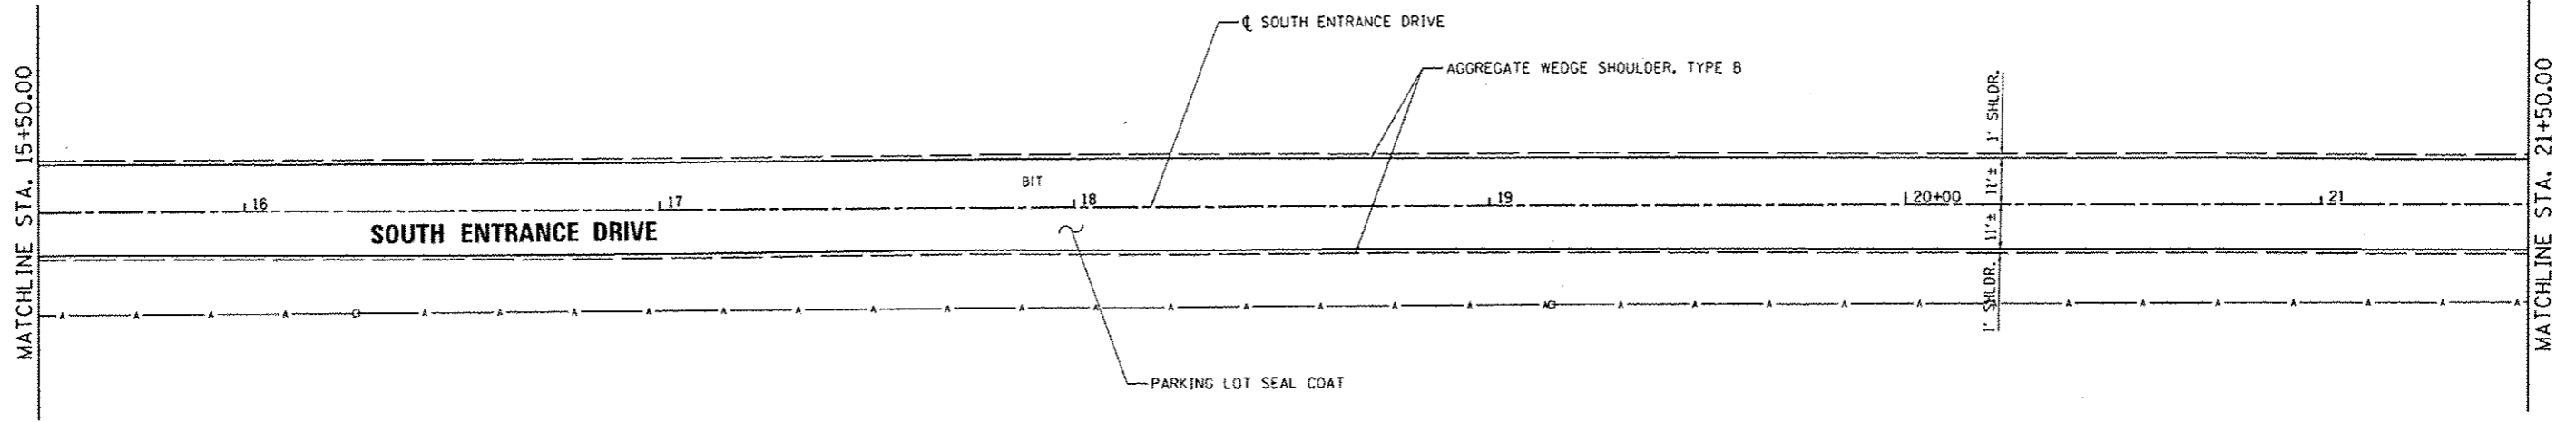 ℄ SOUTH ENTRANCE DRIVE
AGGREGATE WEDGE SHOULDER, TYPE B
MATCHLINE STA. 15+50.00
MATCHLINE STA. 21+50.00
1' SHLDR.
11'±
11'±
1' SHLDR.
BIT
16
17
18
19
20+00
21
SOUTH ENTRANCE DRIVE
A A A A A A A A A A A A A A A A A A A A A A A A A A A A A A A A A
PARKING LOT SEAL COAT